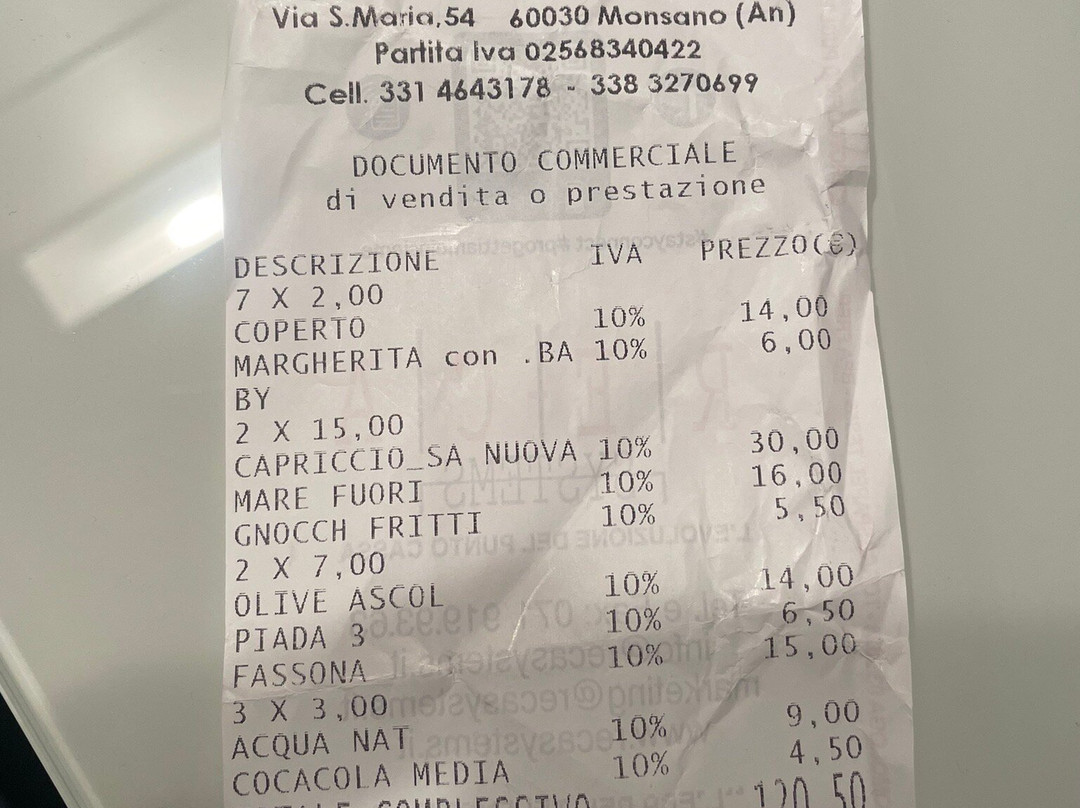 Via S.Maria,54 60030 Monsano (An)
Partita Iva 02568340422
Cell. 331 4643178 - 338 3270699
DOCUMENTO COMMERCIALE
di vendita o prestazione
DESCRIZIONE IVA PREZZO(€)
7 X 2,00
COPERTO 10% 14,00
MARGHERITA con .BA 10% 6,00
BY
2 X 15,00
CAPRICCIO_SA NUOVA 10% 30,00
MARE FUORI 10% 16,00
GNOCCH FRITTI 10% 5,50
2 X 7,00
OLIVE ASCOL 10% 14,00
PIADA 3 10% 6,50
FASSONA 10% 15,00
3 X 3,00
ACQUA NAT 10% 9,00
COCACOLA MEDIA 10% 4,50
COMPLESSIVO 120,50